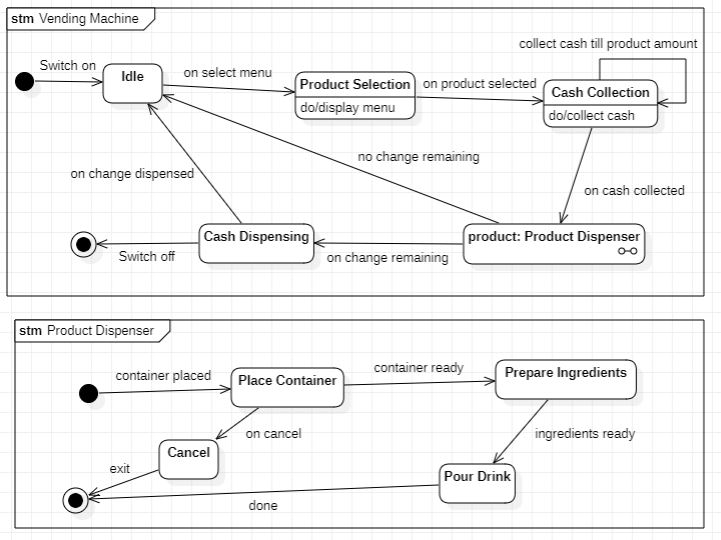 stm Vending Machine
collect cash till product amount
Switch on
Idle
on select menu
Product Selection
do/display menu
on product selected
Cash Collection
do/collect cash
no change remaining
on change dispensed
on cash collected
Cash Dispensing
product: Product Dispenser
Switch off
on change remaining
stm Product Dispenser
container placed
Place Container
container ready
Prepare Ingredients
on cancel
ingredients ready
Cancel
exit
Pour Drink
done